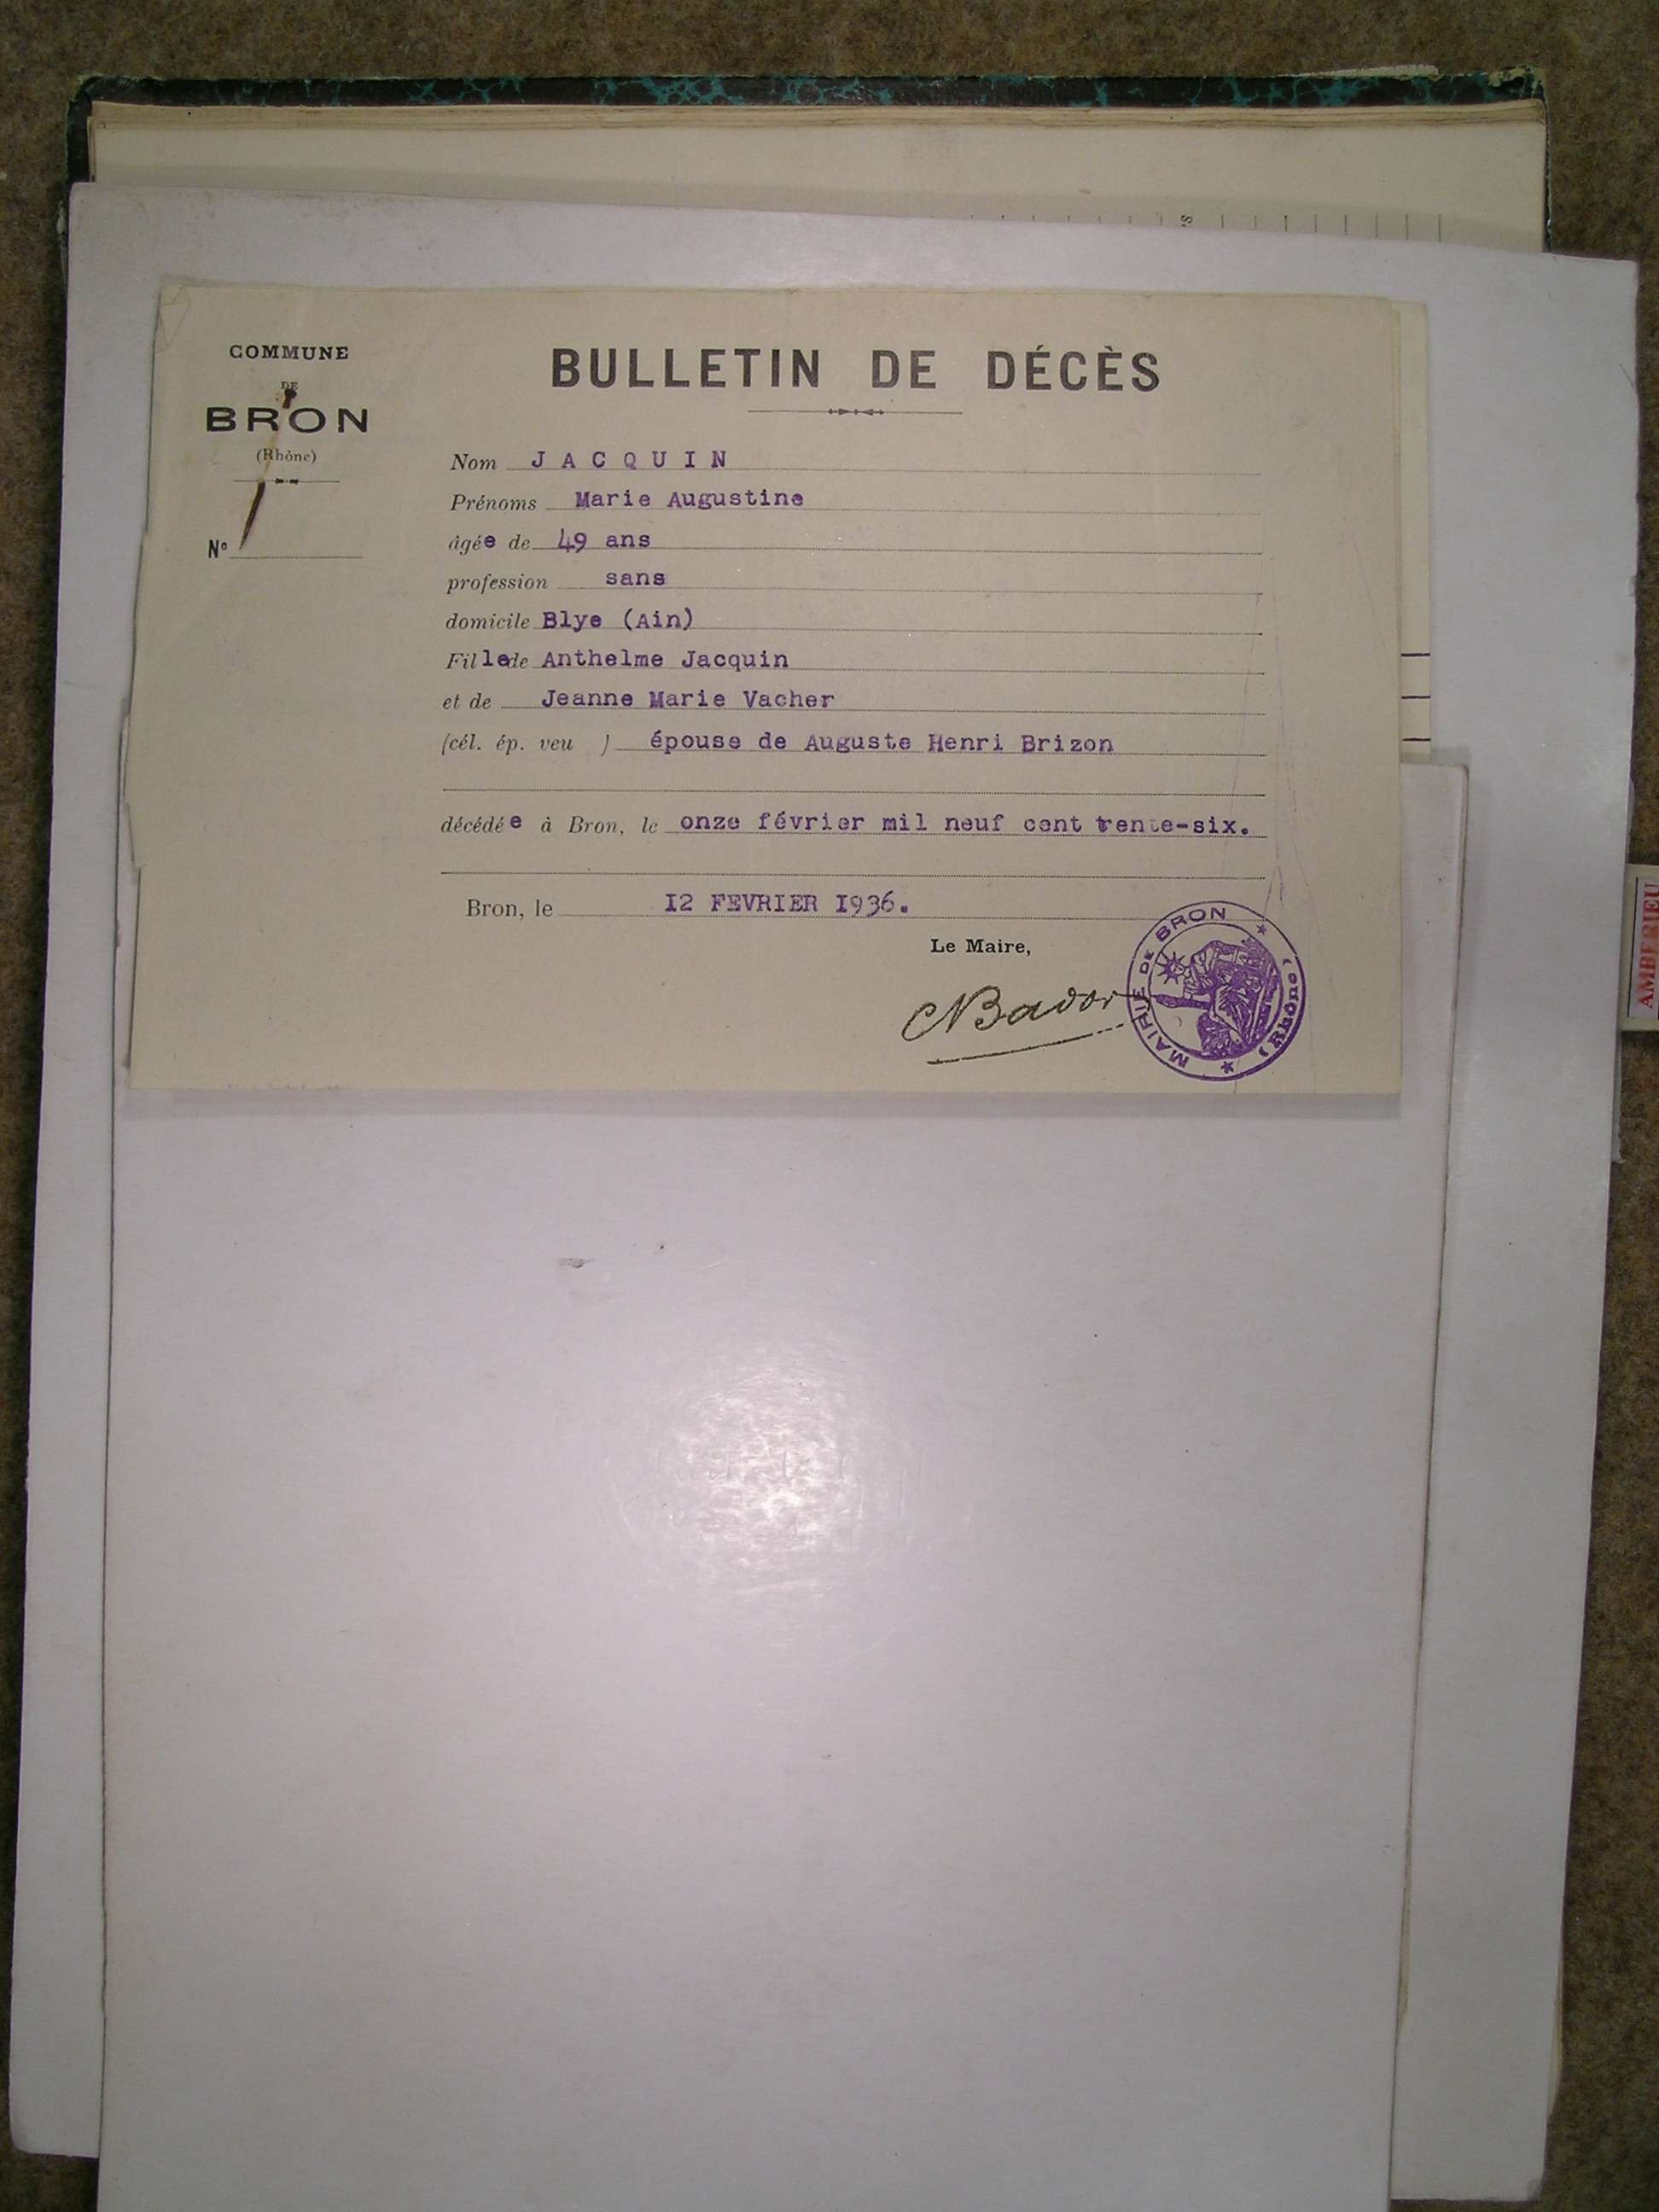 COMMUNE
DE
BRON
(Rhône)
N°
BULLETIN DE DÉCÈS
Nom JACQUIN
Prénoms Marie Augustine
âgée de 49 ans
profession sans
domicile Blye (Ain)
Fillede Anthelme Jacquin
et de Jeanne Marie Vacher
(cél. ép. veu ) épouse de Auguste Henri Brizon
décédée à Bron, le onze février mil neuf cent trente-six.
Bron, le 12 FEVRIER 1936.
Le Maire,
MAIRIE DE BRON
(Rhône)
AMBERIEU